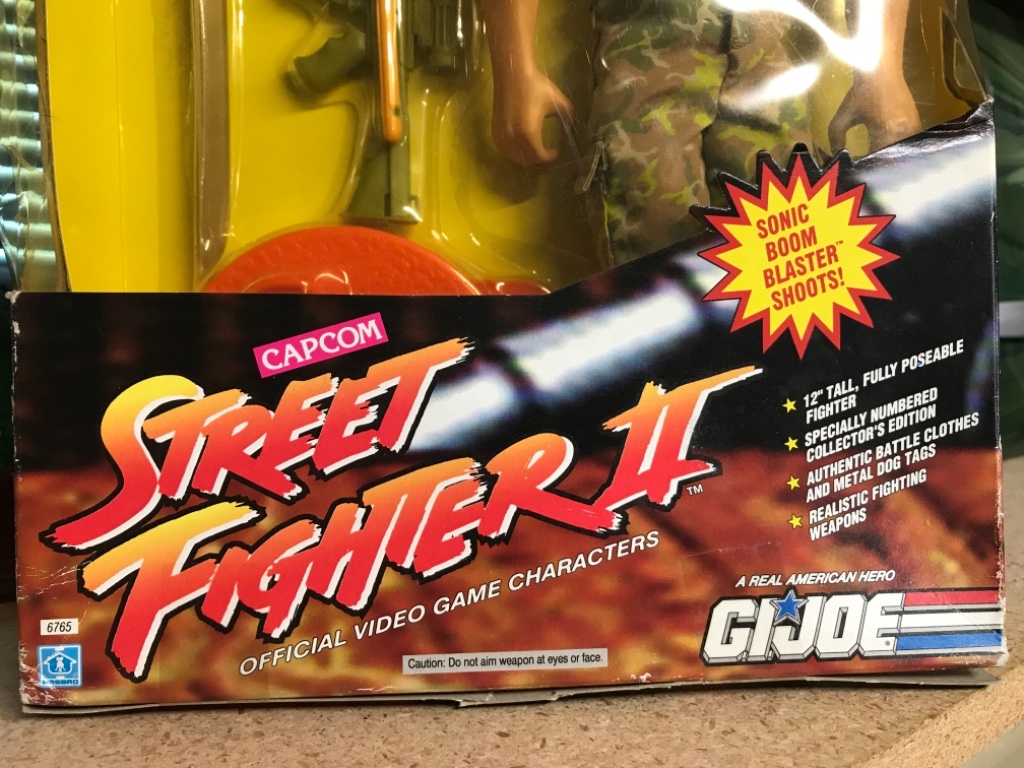 SONIC
BOOM
BLASTER™
SHOOTS!
CAPCOM
STREET
FIGHTER II™
OFFICIAL VIDEO GAME CHARACTERS
12" TALL, FULLY POSEABLE
FIGHTER
SPECIALLY NUMBERED
COLLECTOR'S EDITION
AUTHENTIC BATTLE CLOTHES
AND METAL DOG TAGS
REALISTIC FIGHTING
WEAPONS
A REAL AMERICAN HERO
GI JOE
6765
HASBRO
Caution: Do not aim weapon at eyes or face.